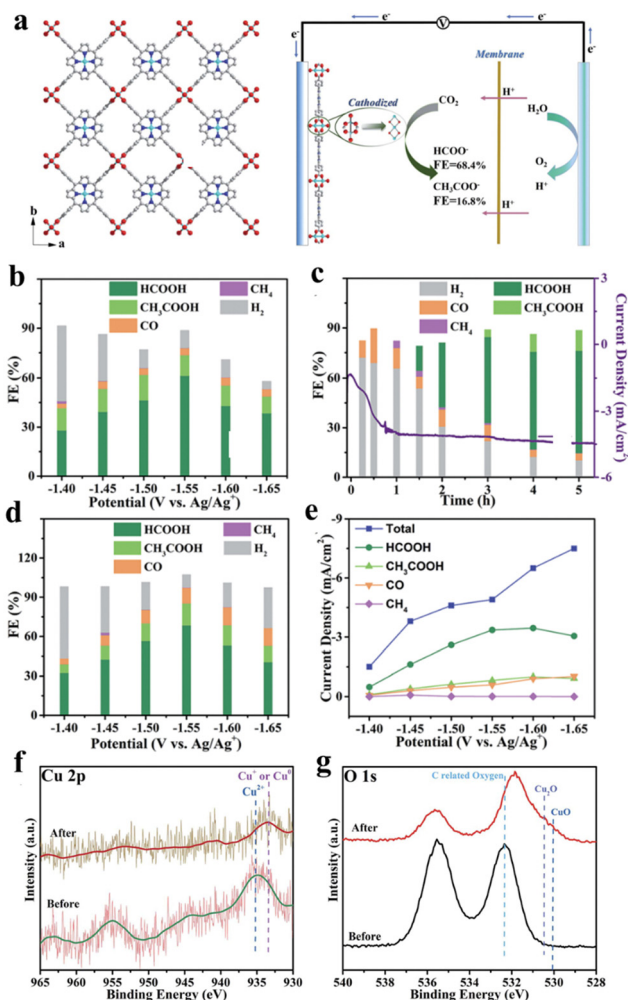 a
e⁻
e⁻
V
e⁻
e⁻
Membrane
Cathodized
CO₂
H⁺
H₂O
HCOO⁻
FE=68.4%
CH₃COO⁻
FE=16.8%
O₂
H⁺
H⁺
b
a
b
HCOOH
CH₄
CH₃COOH
H₂
CO
FE (%)
90
60
30
0
-1.40 -1.45 -1.50 -1.55 -1.60 -1.65
Potential (V vs. Ag/Ag⁺)
c
H₂
HCOOH
CO
CH₃COOH
CH₄
FE (%)
90
60
30
0
3
0
-3
-6
Current Density (mA/cm²)
0 1 2 3 4 5
Time (h)
d
HCOOH
CH₄
CH₃COOH
H₂
CO
FE (%)
120
90
60
30
0
-1.40 -1.45 -1.50 -1.55 -1.60 -1.65
Potential (V vs. Ag/Ag⁺)
e
Total
HCOOH
CH₃COOH
CO
CH₄
Current Density (mA/cm²)
-9
-6
-3
0
-1.40 -1.45 -1.50 -1.55 -1.60 -1.65
Potential (V vs. Ag/Ag⁺)
f
Cu 2p
Cu⁺ or Cu⁰
Cu²⁺
After
Before
Intensity (a.u.)
965 960 955 950 945 940 935 930
Binding Energy (eV)
g
O 1s
C related Oxygen
Cu₂O
CuO
After
Before
Intensity (a.u.)
540 538 536 534 532 530 528
Binding Energy (eV)